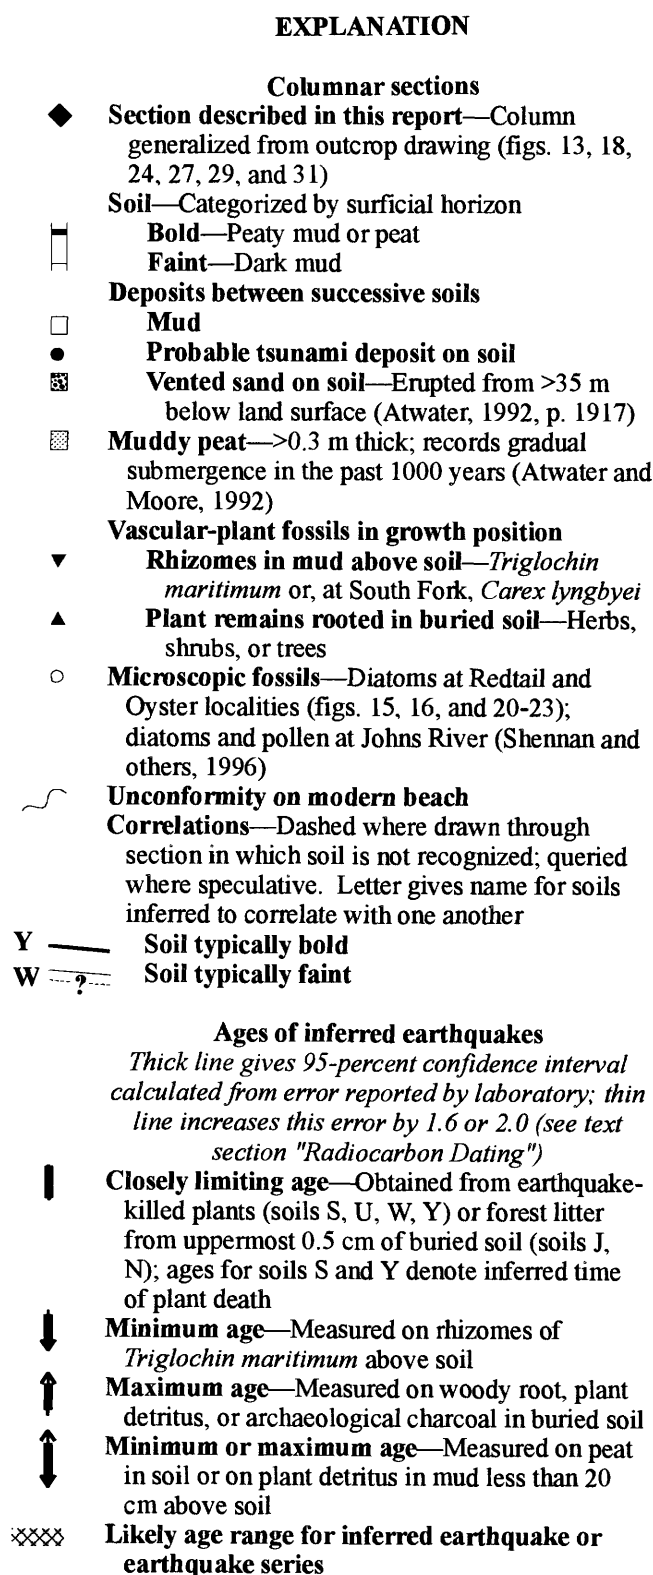 EXPLANATION
Columnar sections
Section described in this report—Column
generalized from outcrop drawing (figs. 13, 18,
24, 27, 29, and 31)
Soil—Categorized by surficial horizon
Bold—Peaty mud or peat
Faint—Dark mud
Deposits between successive soils
Mud
Probable tsunami deposit on soil
Vented sand on soil—Erupted from >35 m
below land surface (Atwater, 1992, p. 1917)
Muddy peat—>0.3 m thick; records gradual
submergence in the past 1000 years (Atwater and
Moore, 1992)
Vascular-plant fossils in growth position
Rhizomes in mud above soil—Triglochin
maritimum or, at South Fork, Carex lyngbyei
Plant remains rooted in buried soil—Herbs,
shrubs, or trees
Microscopic fossils—Diatoms at Redtail and
Oyster localities (figs. 15, 16, and 20-23);
diatoms and pollen at Johns River (Shennan and
others, 1996)
Unconformity on modern beach
Correlations—Dashed where drawn through
section in which soil is not recognized; queried
where speculative. Letter gives name for soils
inferred to correlate with one another
Y Soil typically bold
W ? Soil typically faint
Ages of inferred earthquakes
Thick line gives 95-percent confidence interval
calculated from error reported by laboratory; thin
line increases this error by 1.6 or 2.0 (see text
section "Radiocarbon Dating")
Closely limiting age—Obtained from earthquake-
killed plants (soils S, U, W, Y) or forest litter
from uppermost 0.5 cm of buried soil (soils J,
N); ages for soils S and Y denote inferred time
of plant death
Minimum age—Measured on rhizomes of
Triglochin maritimum above soil
Maximum age—Measured on woody root, plant
detritus, or archaeological charcoal in buried soil
Minimum or maximum age—Measured on peat
in soil or on plant detritus in mud less than 20
cm above soil
Likely age range for inferred earthquake or
earthquake series